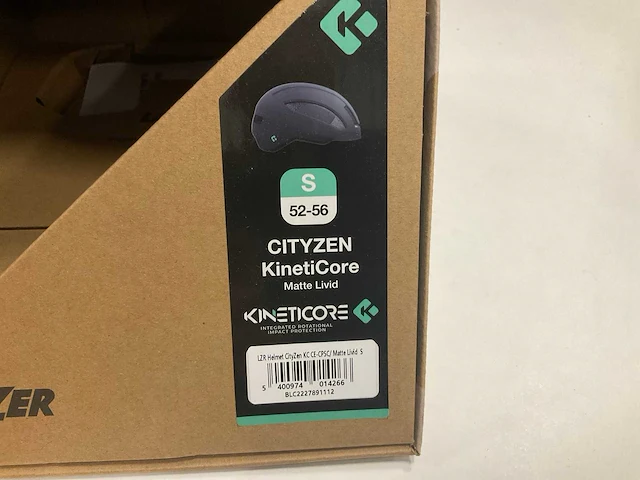 S
52-56
CITYZEN
KinetiCore
Matte Livid
KINETICORE
INTEGRATED ROTATIONAL
IMPACT PROTECTION
LZR Helmet CityZen KC CE-CPSC/ Matte Livid S
5 400974 014266
BLC2227891112
ZER